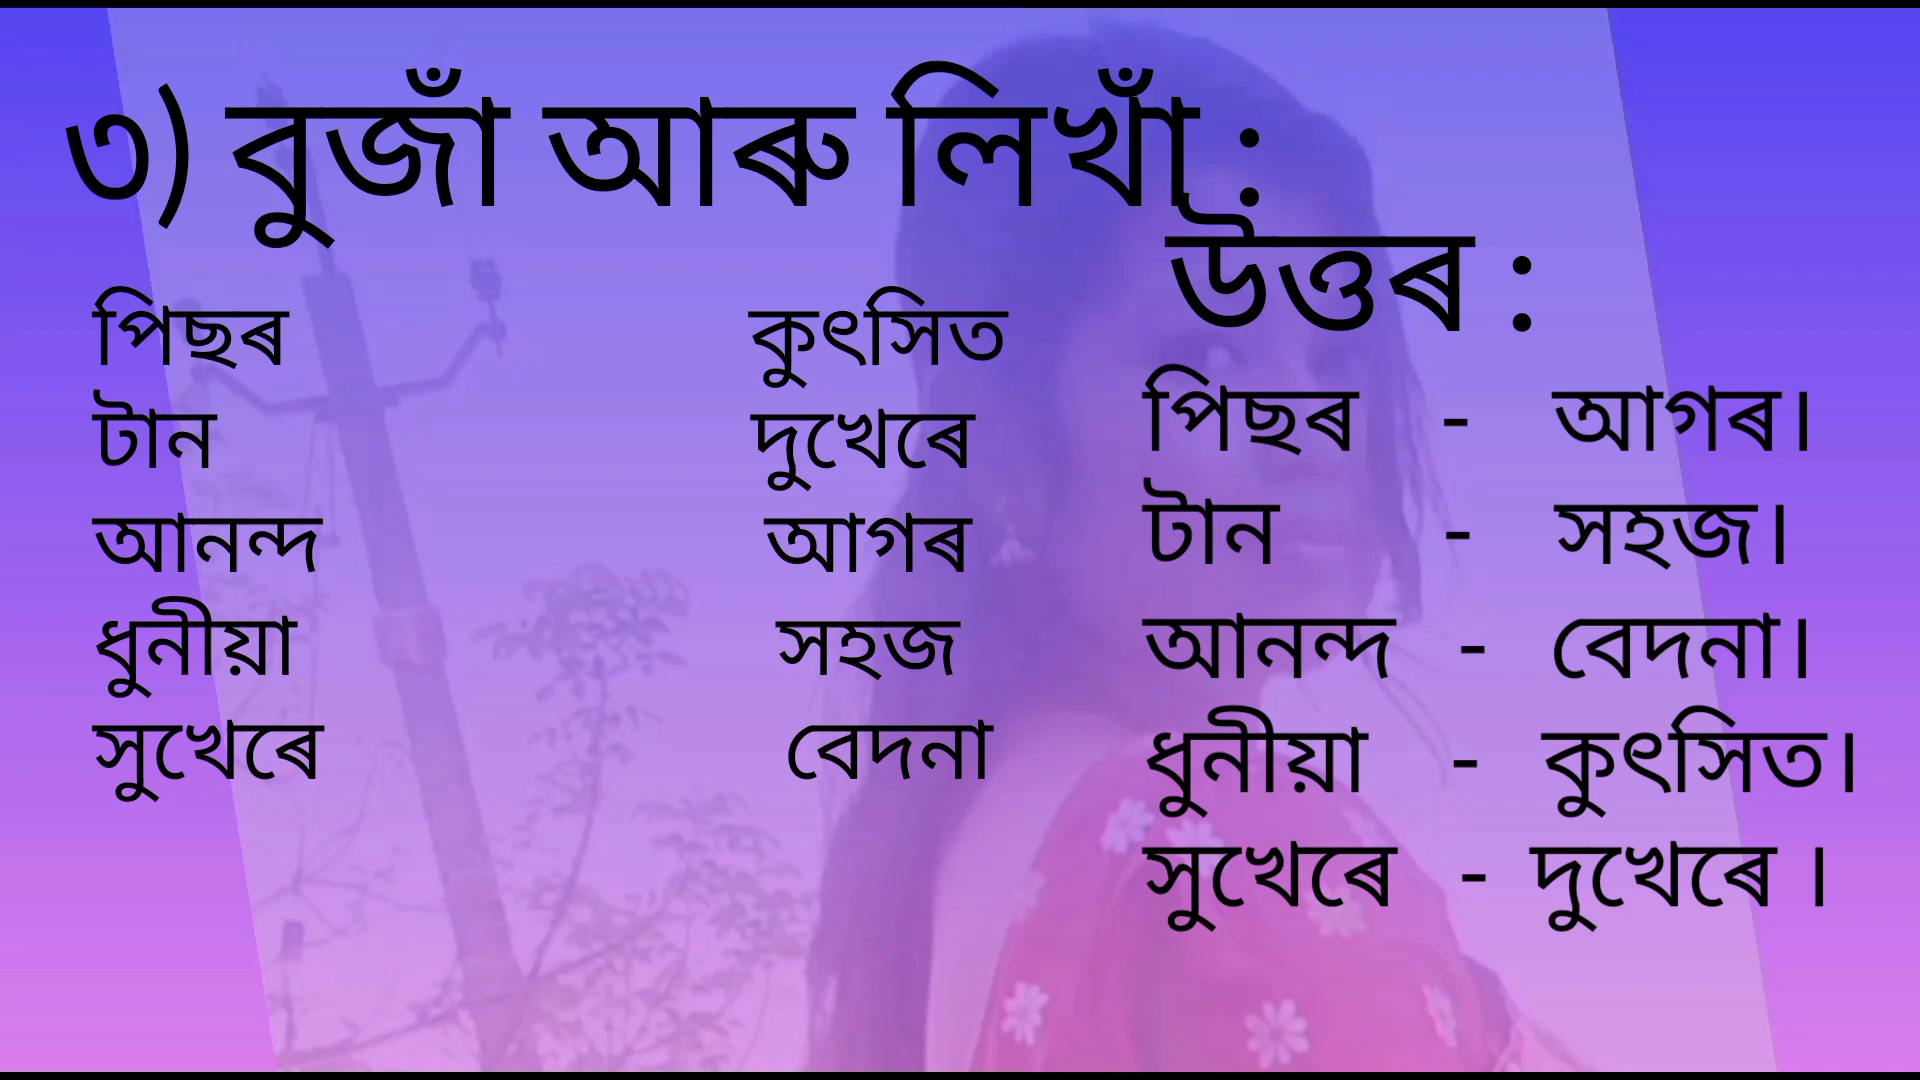 ৩) বুজাঁ আৰু লিখাঁ :
পিছৰ কুৎসিত
টান দুখেৰে
আনন্দ আগৰ
ধুনীয়া সহজ
সুখেৰে বেদনা
উত্তৰ :
পিছৰ - আগৰ।
টান - সহজ।
আনন্দ - বেদনা।
ধুনীয়া - কুৎসিত।
সুখেৰে - দুখেৰে ।